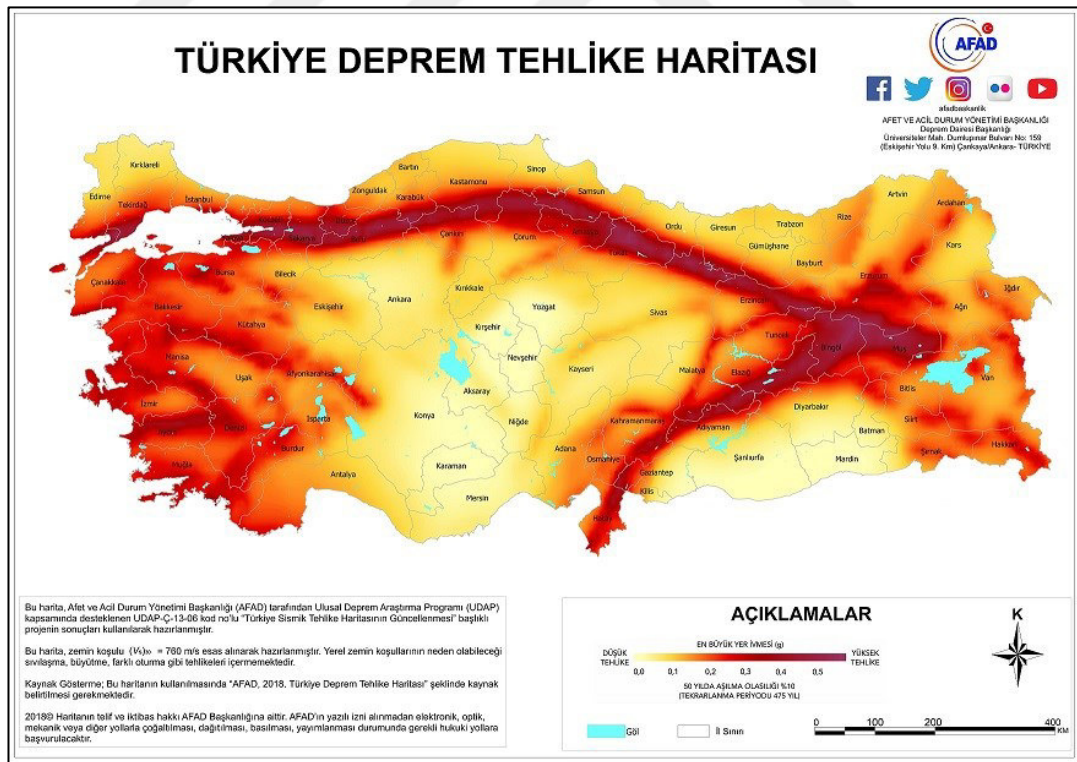 TÜRKİYE DEPREM TEHLİKE HARİTASI
AFAD
afadbaskanlik
AFET VE ACİL DURUM YÖNETİMİ BAŞKANLIĞI
Deprem Dairesi Başkanlığı
Üniversiteler Mah. Dumlupınar Bulvarı No: 159
(Eskişehir Yolu 9. Km) Çankaya/Ankara- TÜRKİYE
Kırklareli
Edirne
Tekirdağ
İstanbul
Zonguldak
Bartın
Karabük
Kastamonu
Sinop
Samsun
Ordu
Giresun
Trabzon
Rize
Artvin
Ardahan
Kars
Gümüşhane
Bayburt
Erzurum
Iğdır
Ağrı
Çankırı
Çorum
Tokat
Çanakkale
Balıkesir
Bursa
Bilecik
Eskişehir
Ankara
Kırıkkale
Yozgat
Sivas
Erzincan
Kütahya
Kırşehir
Tunceli
Bingöl
Muş
Manisa
Uşak
Afyonkarahisar
Nevşehir
Kayseri
Malatya
Elazığ
Bitlis
Van
Aksaray
Konya
İzmir
Aydın
Denizli
Isparta
Burdur
Niğde
Kahramanmaraş
Adıyaman
Diyarbakır
Batman
Siirt
Hakkari
Şırnak
Muğla
Antalya
Karaman
Mersin
Adana
Osmaniye
Gaziantep
Kilis
Şanlıurfa
Mardin
Hatay
Bu harita, Afet ve Acil Durum Yönetimi Başkanlığı (AFAD) tarafından Ulusal Deprem Araştırma Programı (UDAP)
kapsamında desteklenen UDAP-Ç-13-06 kod no'lu "Türkiye Sismik Tehlike Haritasının Güncellenmesi" başlıklı
projenin sonuçları kullanılarak hazırlanmıştır.
Bu harita, zemin koşulu (Vs)30 = 760 m/s esas alınarak hazırlanmıştır. Yerel zemin koşullarının neden olabileceği
sıvılaşma, büyütme, farklı oturma gibi tehlikeleri içermemektedir.
Kaynak Gösterme; Bu haritanın kullanılmasında "AFAD, 2018. Türkiye Deprem Tehlike Haritası" şeklinde kaynak
belirtilmesi gerekmektedir.
2018© Haritanın telif ve iktibas hakkı AFAD Başkanlığına aittir. AFAD'ın yazılı izni alınmadan elektronik, optik,
mekanik veya diğer yollarla çoğaltılması, dağıtılması, basılması, yayımlanması durumunda gerekli hukuki yollara
başvurulacaktır.
AÇIKLAMALAR
EN BÜYÜK YER İVMESİ (g)
DÜŞÜK
TEHLİKE
YÜKSEK
TEHLİKE
0,0 0,1 0,2 0,3 0,4 0,5
50 YILDA AŞILMA OLASILIĞI %10
(TEKRARLANMA PERİYODU 475 YIL)
Göl
İl Sınırı
K
0 100 200 400
KM